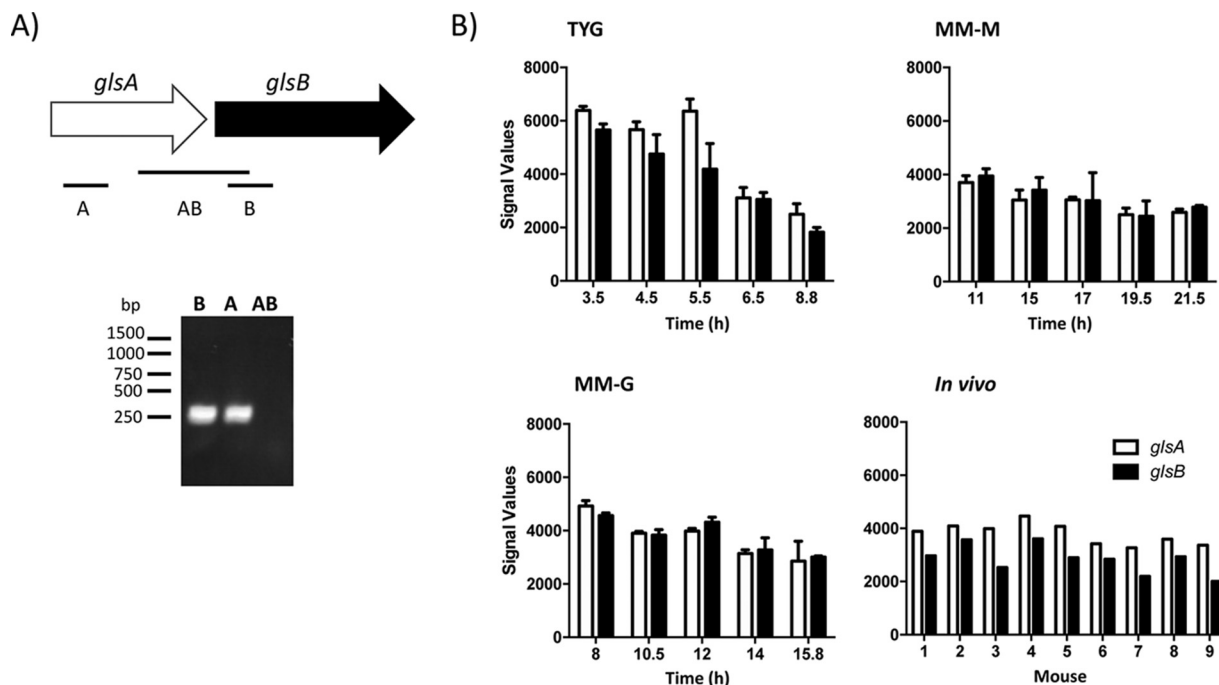 A)
glsA glsB
A AB B
bp B A AB
1500
1000
750
500
250
B)
TYG
Signal Values
8000
6000
4000
2000
0
3.5 4.5 5.5 6.5 8.8
Time (h)
MM-M
8000
6000
4000
2000
0
11 15 17 19.5 21.5
Time (h)
MM-G
Signal Values
8000
6000
4000
2000
0
8 10.5 12 14 15.8
Time (h)
In vivo
8000
6000
4000
2000
0
glsA
glsB
1 2 3 4 5 6 7 8 9
Mouse